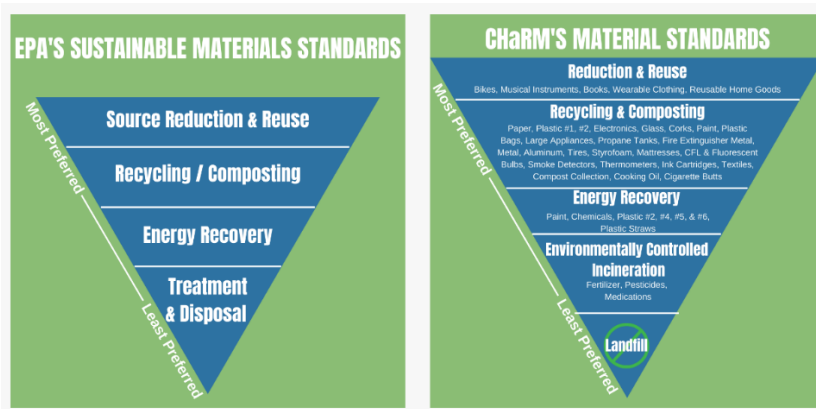 EPA'S SUSTAINABLE MATERIALS STANDARDS
Most Preferred
Source Reduction & Reuse
Recycling / Composting
Energy Recovery
Treatment
& Disposal
Least Preferred
CHaRM'S MATERIAL STANDARDS
Most Preferred
Reduction & Reuse
Bikes, Musical Instruments, Books, Wearable Clothing, Reusable Home Goods
Recycling & Composting
Paper, Plastic #1, #2, Electronics, Glass, Corks, Paint, Plastic
Bags, Large Appliances, Propane Tanks, Fire Extinguisher Metal,
Metal, Aluminum, Tires, Styrofoam, Mattresses, CFL & Fluorescent
Bulbs, Smoke Detectors, Thermometers, Ink Cartridges, Textiles,
Compost Collection, Cooking Oil, Cigarette Butts
Energy Recovery
Paint, Chemicals, Plastic #2, #4, #5, & #6,
Plastic Straws
Environmentally Controlled
Incineration
Fertilizer, Pesticides,
Medications
Least Preferred
Landfill